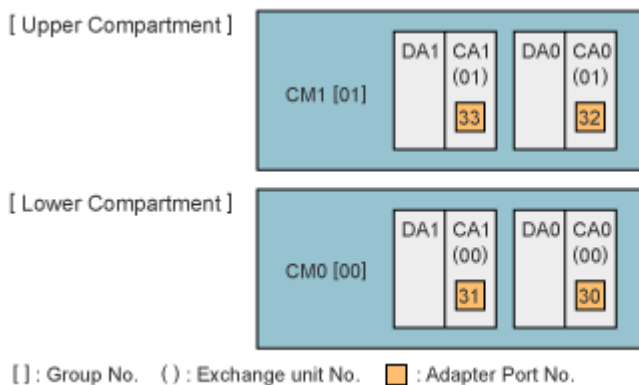 [ Upper Compartment ]
DA1 CA1 DA0 CA0
(01) (01)
CM1 [01]
33 32
[ Lower Compartment ]
DA1 CA1 DA0 CA0
(00) (00)
CM0 [00]
31 30
[ ] : Group No. ( ) : Exchange unit No. : Adapter Port No.